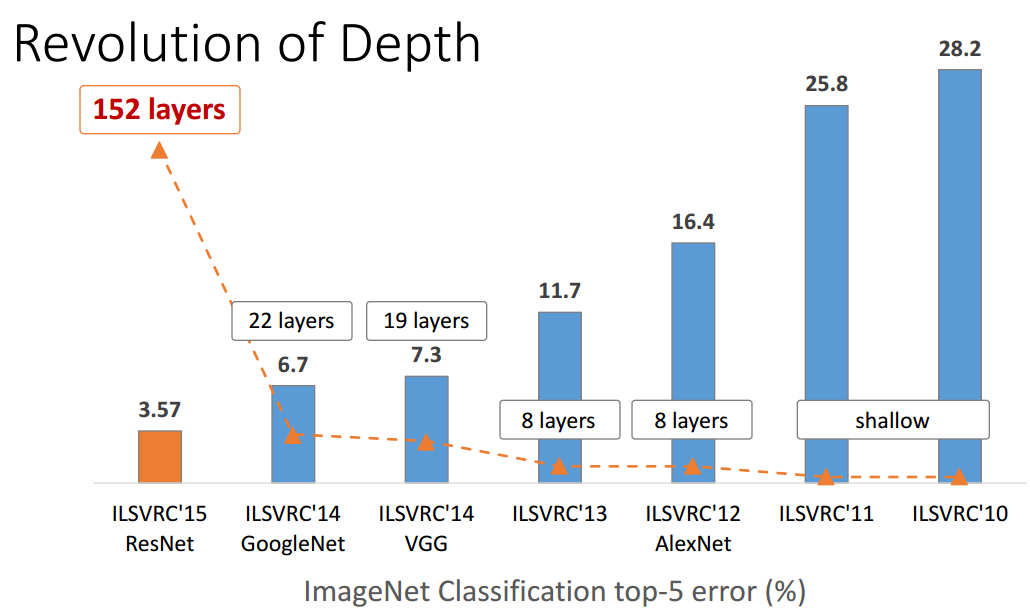 Revolution of Depth
152 layers
28.2
25.8
16.4
11.7
22 layers
19 layers
6.7
7.3
3.57
8 layers
8 layers
shallow
ILSVRC'15
ResNet
ILSVRC'14
GoogleNet
ILSVRC'14
VGG
ILSVRC'13
ILSVRC'12
AlexNet
ILSVRC'11
ILSVRC'10
ImageNet Classification top-5 error (%)